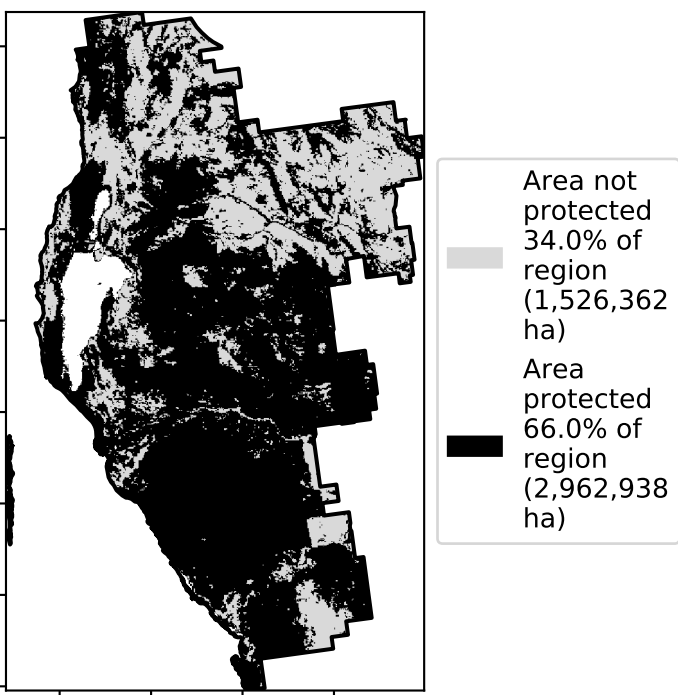 Area not
protected
34.0% of
region
(1,526,362
ha)
Area
protected
66.0% of
region
(2,962,938
ha)